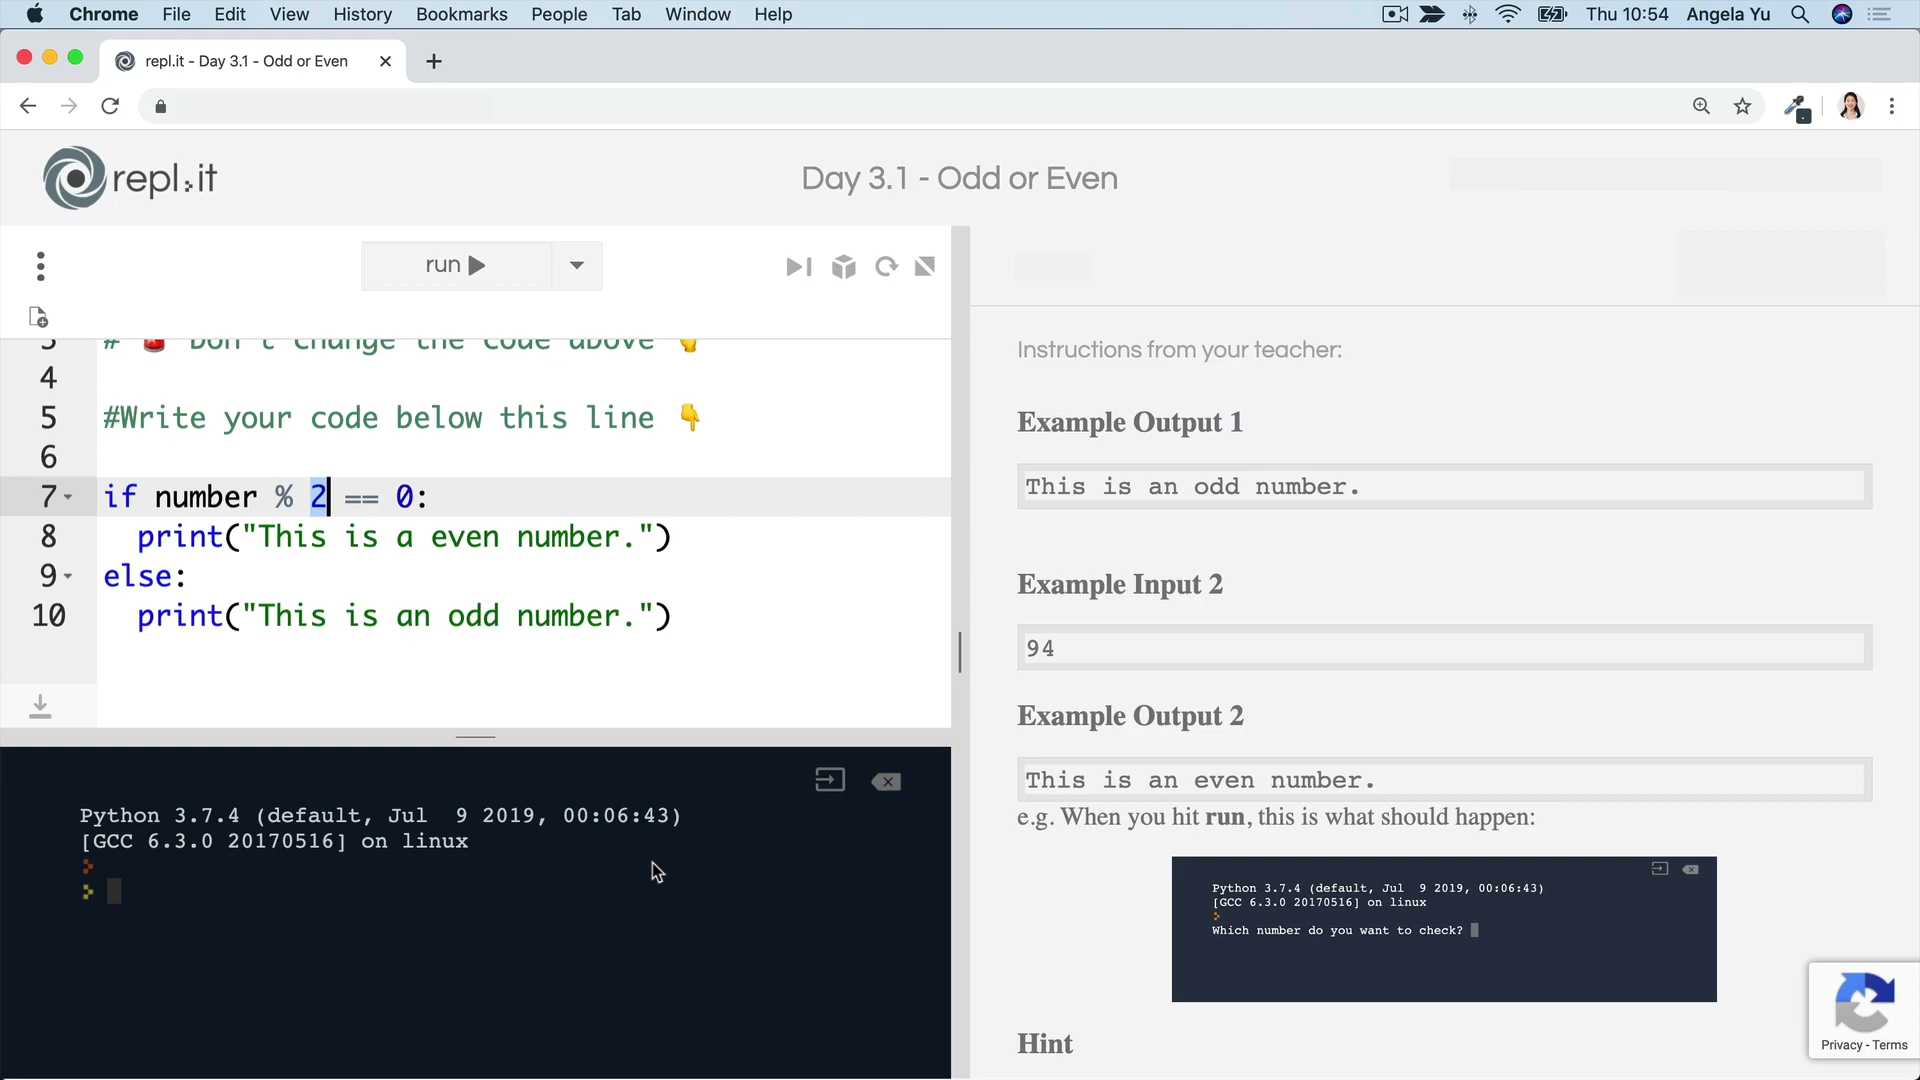 Chrome File Edit View History Bookmarks People Tab Window Help Thu 10:54 Angela Yu
repl.it - Day 3.1 - Odd or Even
repl.it
Day 3.1 - Odd or Even
run
3 # 🚨 Don't change the code above 👆
4
5 #Write your code below this line 👇
6
7 if number % 2 == 0:
8 print("This is a even number.")
9 else:
10 print("This is an odd number.")
Python 3.7.4 (default, Jul 9 2019, 00:06:43)
[GCC 6.3.0 20170516] on linux
Instructions from your teacher:
Example Output 1
This is an odd number.
Example Input 2
94
Example Output 2
This is an even number.
e.g. When you hit run, this is what should happen:
Python 3.7.4 (default, Jul 9 2019, 00:06:43)
[GCC 6.3.0 20170516] on linux
Which number do you want to check?
Hint
Privacy - Terms